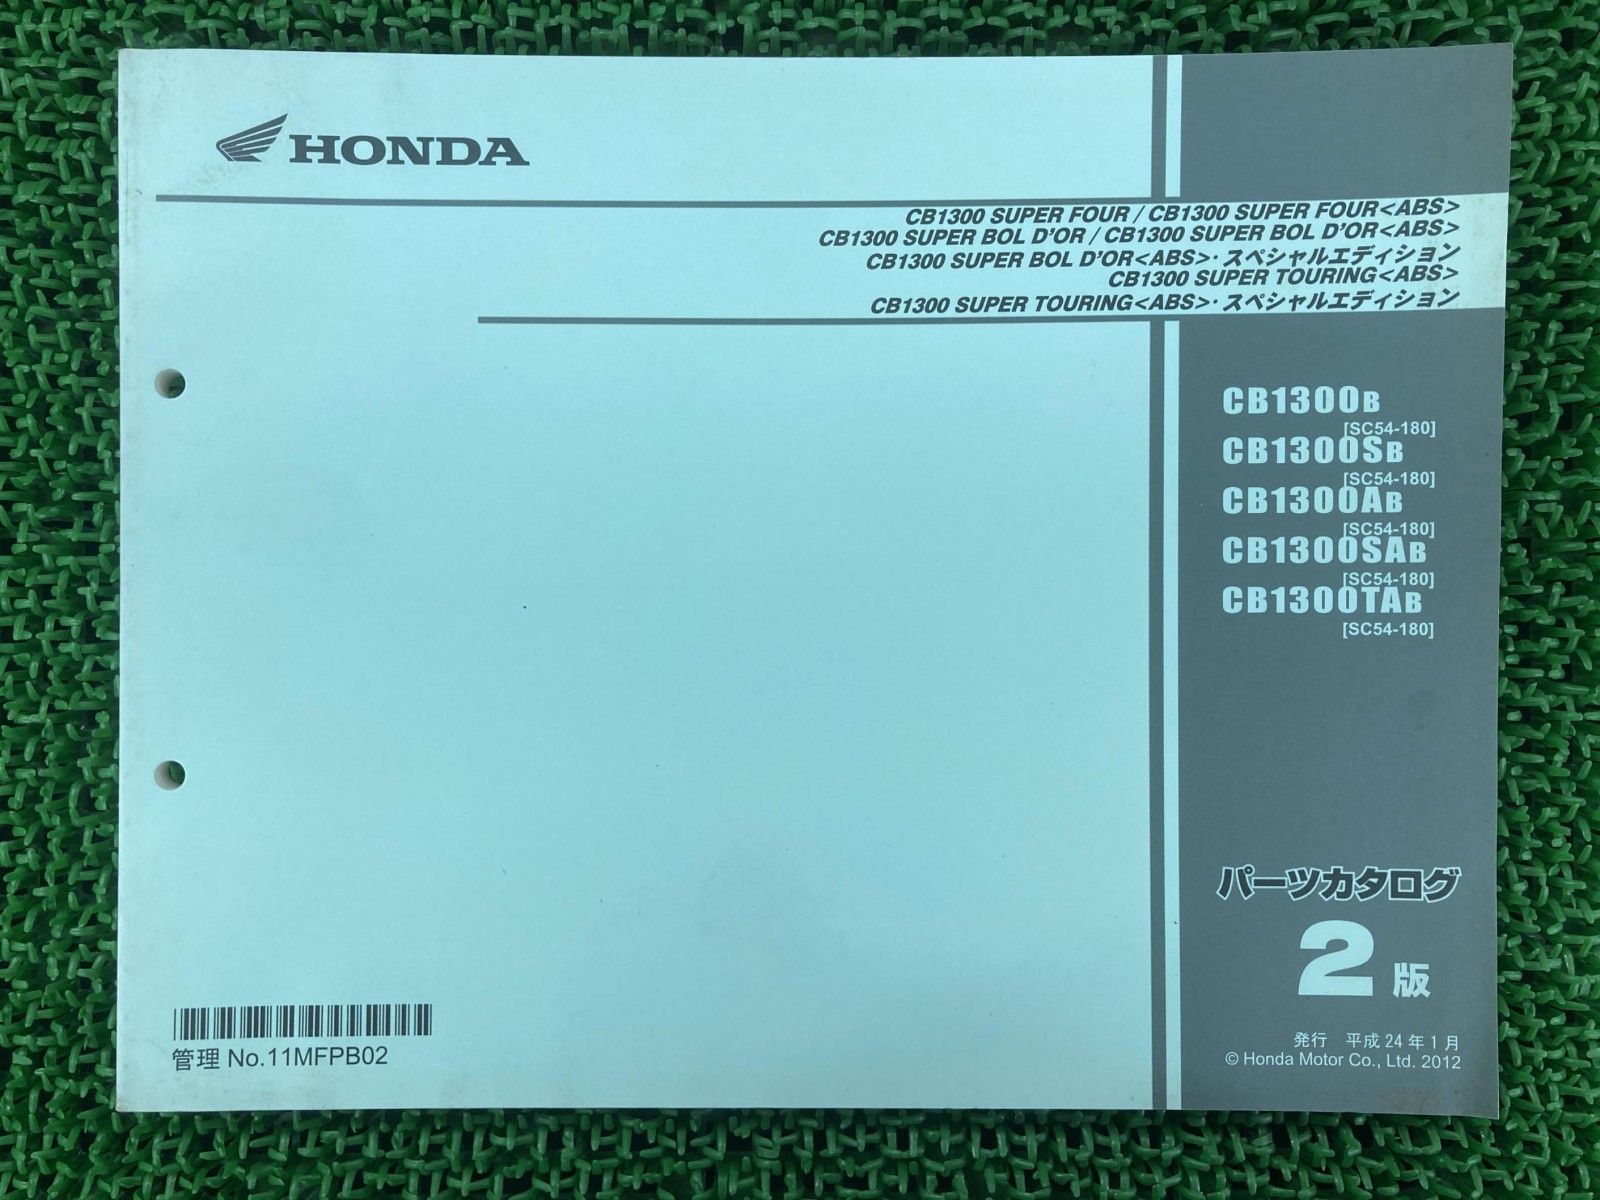 HONDA
CB1300 SUPER FOUR / CB1300 SUPER FOUR<ABS>
CB1300 SUPER BOL D'OR / CB1300 SUPER BOL D'OR<ABS>
CB1300 SUPER BOL D'OR<ABS>・スペシャルエディション
CB1300 SUPER TOURING<ABS>
CB1300 SUPER TOURING<ABS>・スペシャルエディション
CB1300B
[SC54-180]
CB1300SB
[SC54-180]
CB1300AB
[SC54-180]
CB1300SAB
[SC54-180]
CB1300TAB
[SC54-180]
パーツカタログ
2版
発行 平成24年1月
© Honda Motor Co., Ltd. 2012
管理 No.11MFPB02